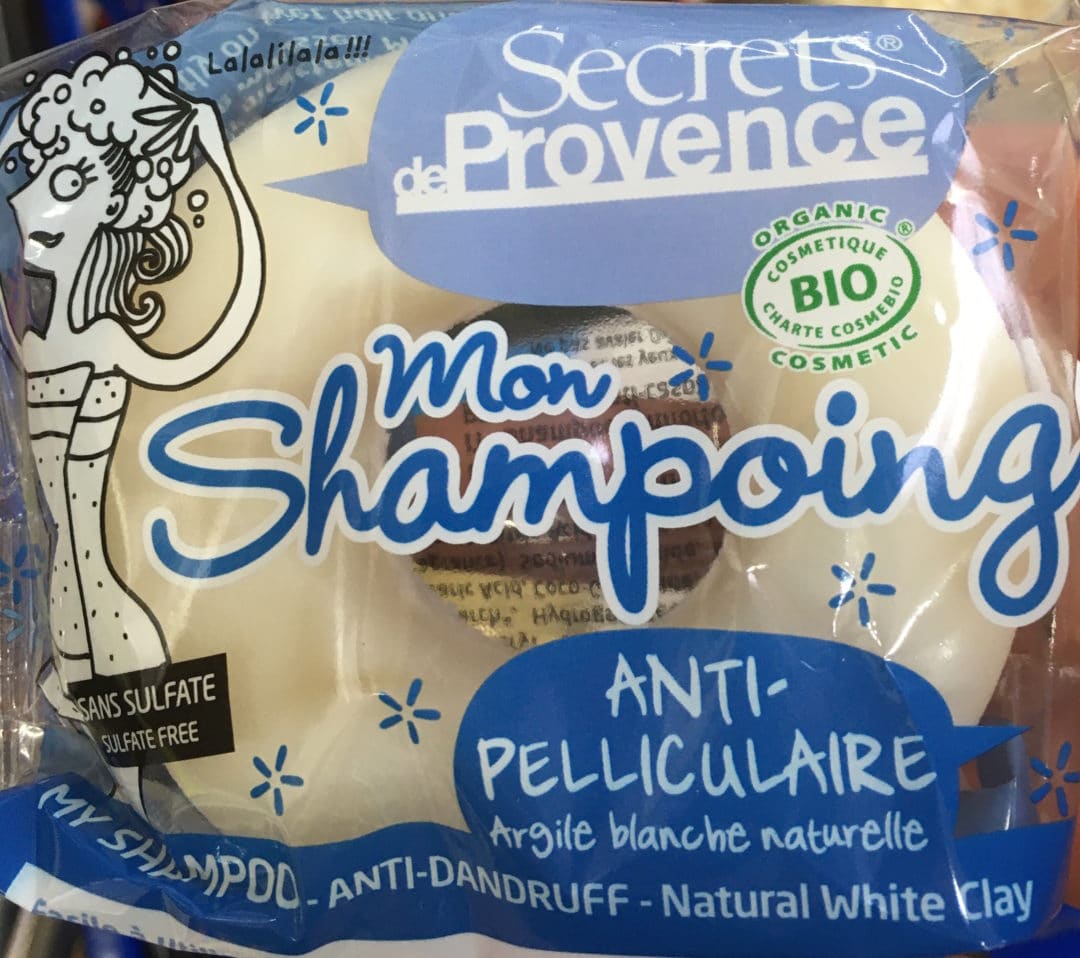 Lalalilala!!!
Secrets®
de Provence
ORGANIC ®
COSMETIQUE
BIO
CHARTE COSMEBIO
COSMETIC
Mon
Shampoing
SANS SULFATE
SULFATE FREE
ANTI-
PELLICULAIRE
Argile blanche naturelle
MY SHAMPOO - ANTI-DANDRUFF - Natural White Clay